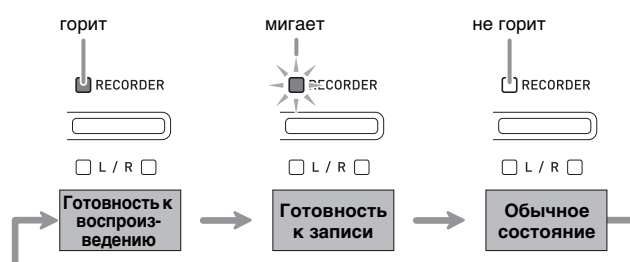 горит
мигает
не горит
RECORDER
RECORDER
RECORDER
L / R
L / R
L / R
Готовность к
воспроиз-
ведению
Готовность
к записи
Обычное
состояние